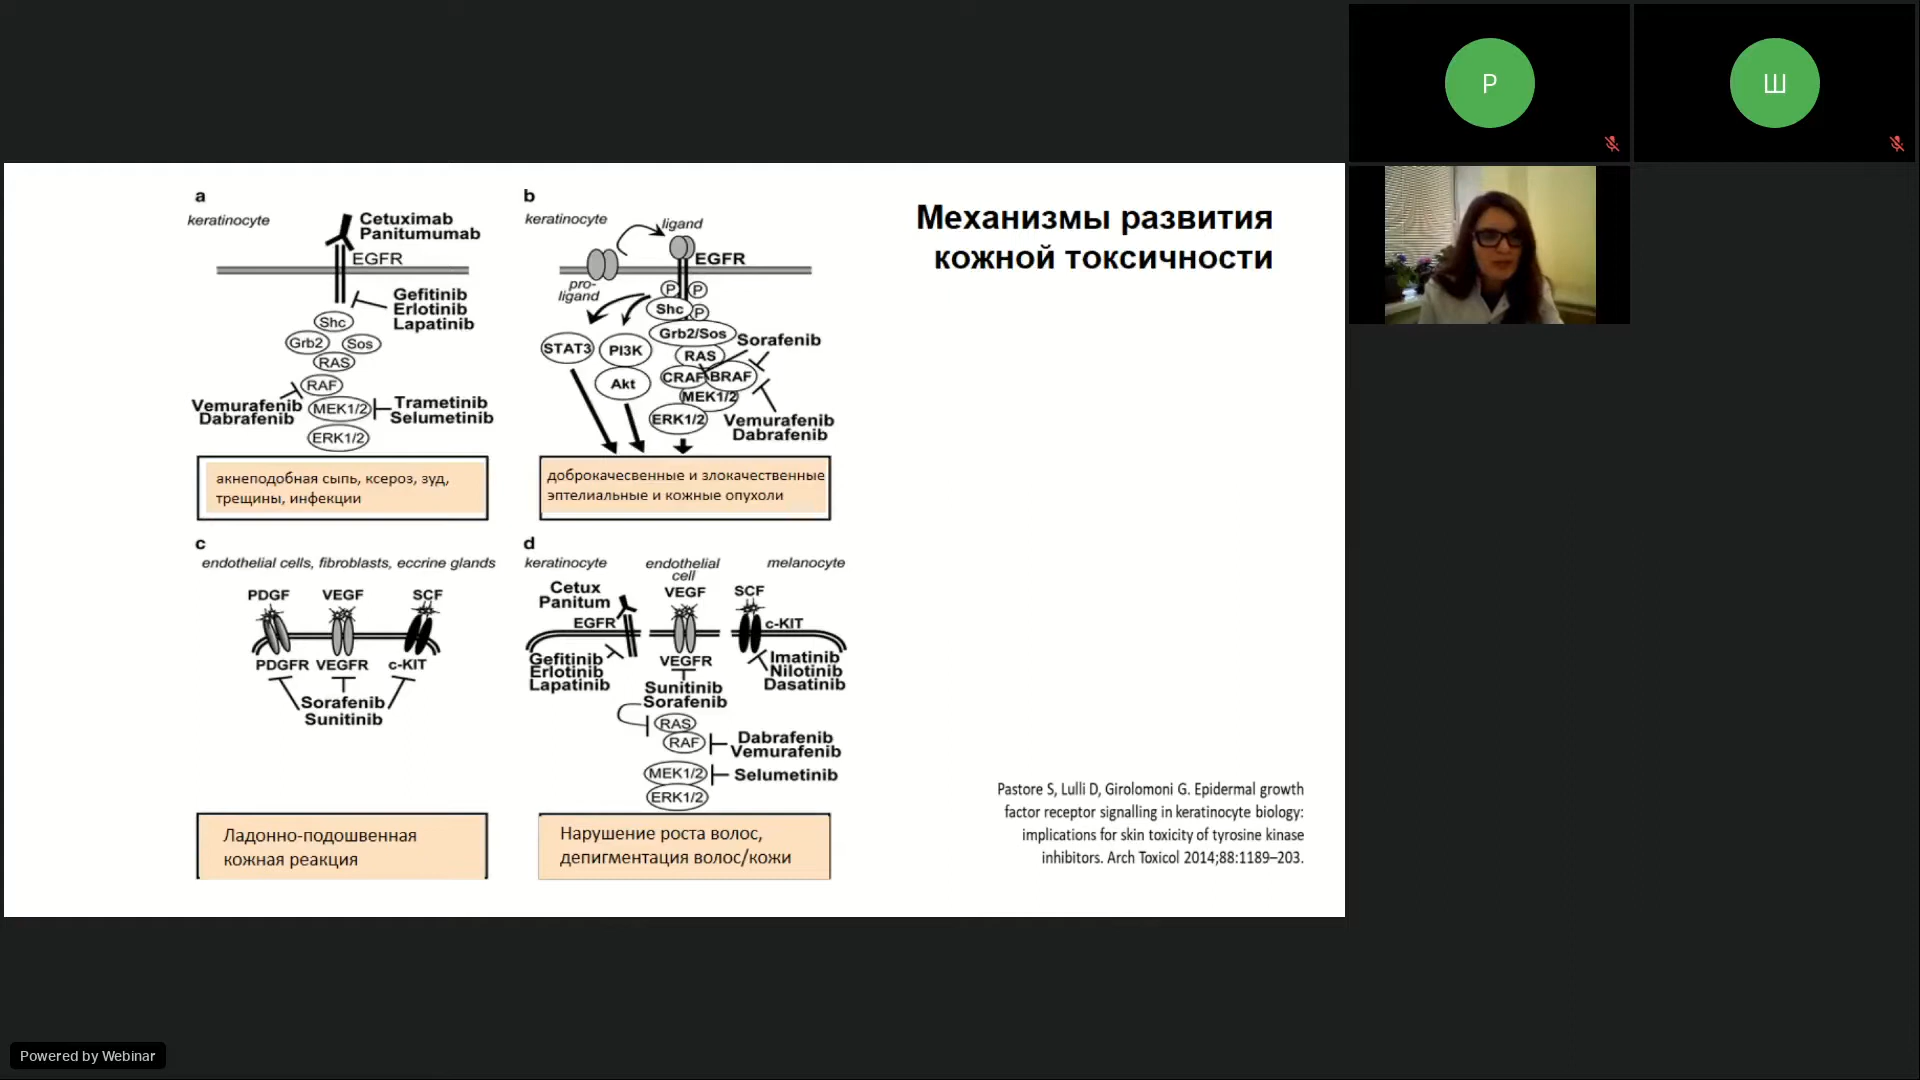 Р
Ш
Механизмы развития
кожной токсичности
a
keratinocyte
Cetuximab
Panitumumab
EGFR
Gefitinib
Erlotinib
Lapatinib
Shc
Grb2
Sos
RAS
RAF
Vemurafenib
Dabrafenib
MEK1/2
Trametinib
Selumetinib
ERK1/2
акнеподобная сыпь, ксероз, зуд,
трещины, инфекции
b
keratinocyte
ligand
EGFR
pro-
ligand
P
P
Shc
P
Grb2/Sos
STAT3
PI3K
Sorafenib
RAS
Akt
CRAF
BRAF
MEK1/2
ERK1/2
Vemurafenib
Dabrafenib
доброкачесвенные и злокачественные
эптелиальные и кожные опухоли
c
endothelial cells, fibroblasts, eccrine glands
PDGF
VEGF
SCF
PDGFR
VEGFR
c-KIT
Sorafenib
Sunitinib
Ладонно-подошвенная
кожная реакция
d
keratinocyte
endothelial
cell
melanocyte
Cetux
Panitum
EGFR
VEGF
SCF
c-KIT
Gefitinib
Erlotinib
Lapatinib
VEGFR
Imatinib
Nilotinib
Dasatinib
Sunitinib
Sorafenib
RAS
RAF
Dabrafenib
Vemurafenib
MEK1/2
Selumetinib
ERK1/2
Нарушение роста волос,
депигментация волос/кожи
Pastore S, Lulli D, Girolomoni G. Epidermal growth
factor receptor signalling in keratinocyte biology:
implications for skin toxicity of tyrosine kinase
inhibitors. Arch Toxicol 2014;88:1189–203.
Powered by Webinar